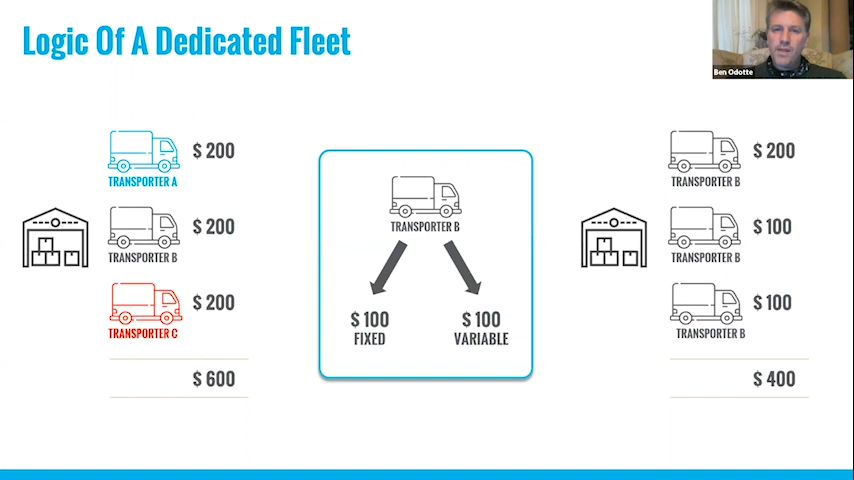 Logic Of A Dedicated Fleet
Ben Odotte
$ 200
TRANSPORTER A
$ 200
TRANSPORTER B
$ 200
TRANSPORTER C
$ 600
TRANSPORTER B
$ 100
FIXED
$ 100
VARIABLE
$ 200
TRANSPORTER B
$ 100
TRANSPORTER B
$ 100
TRANSPORTER B
$ 400